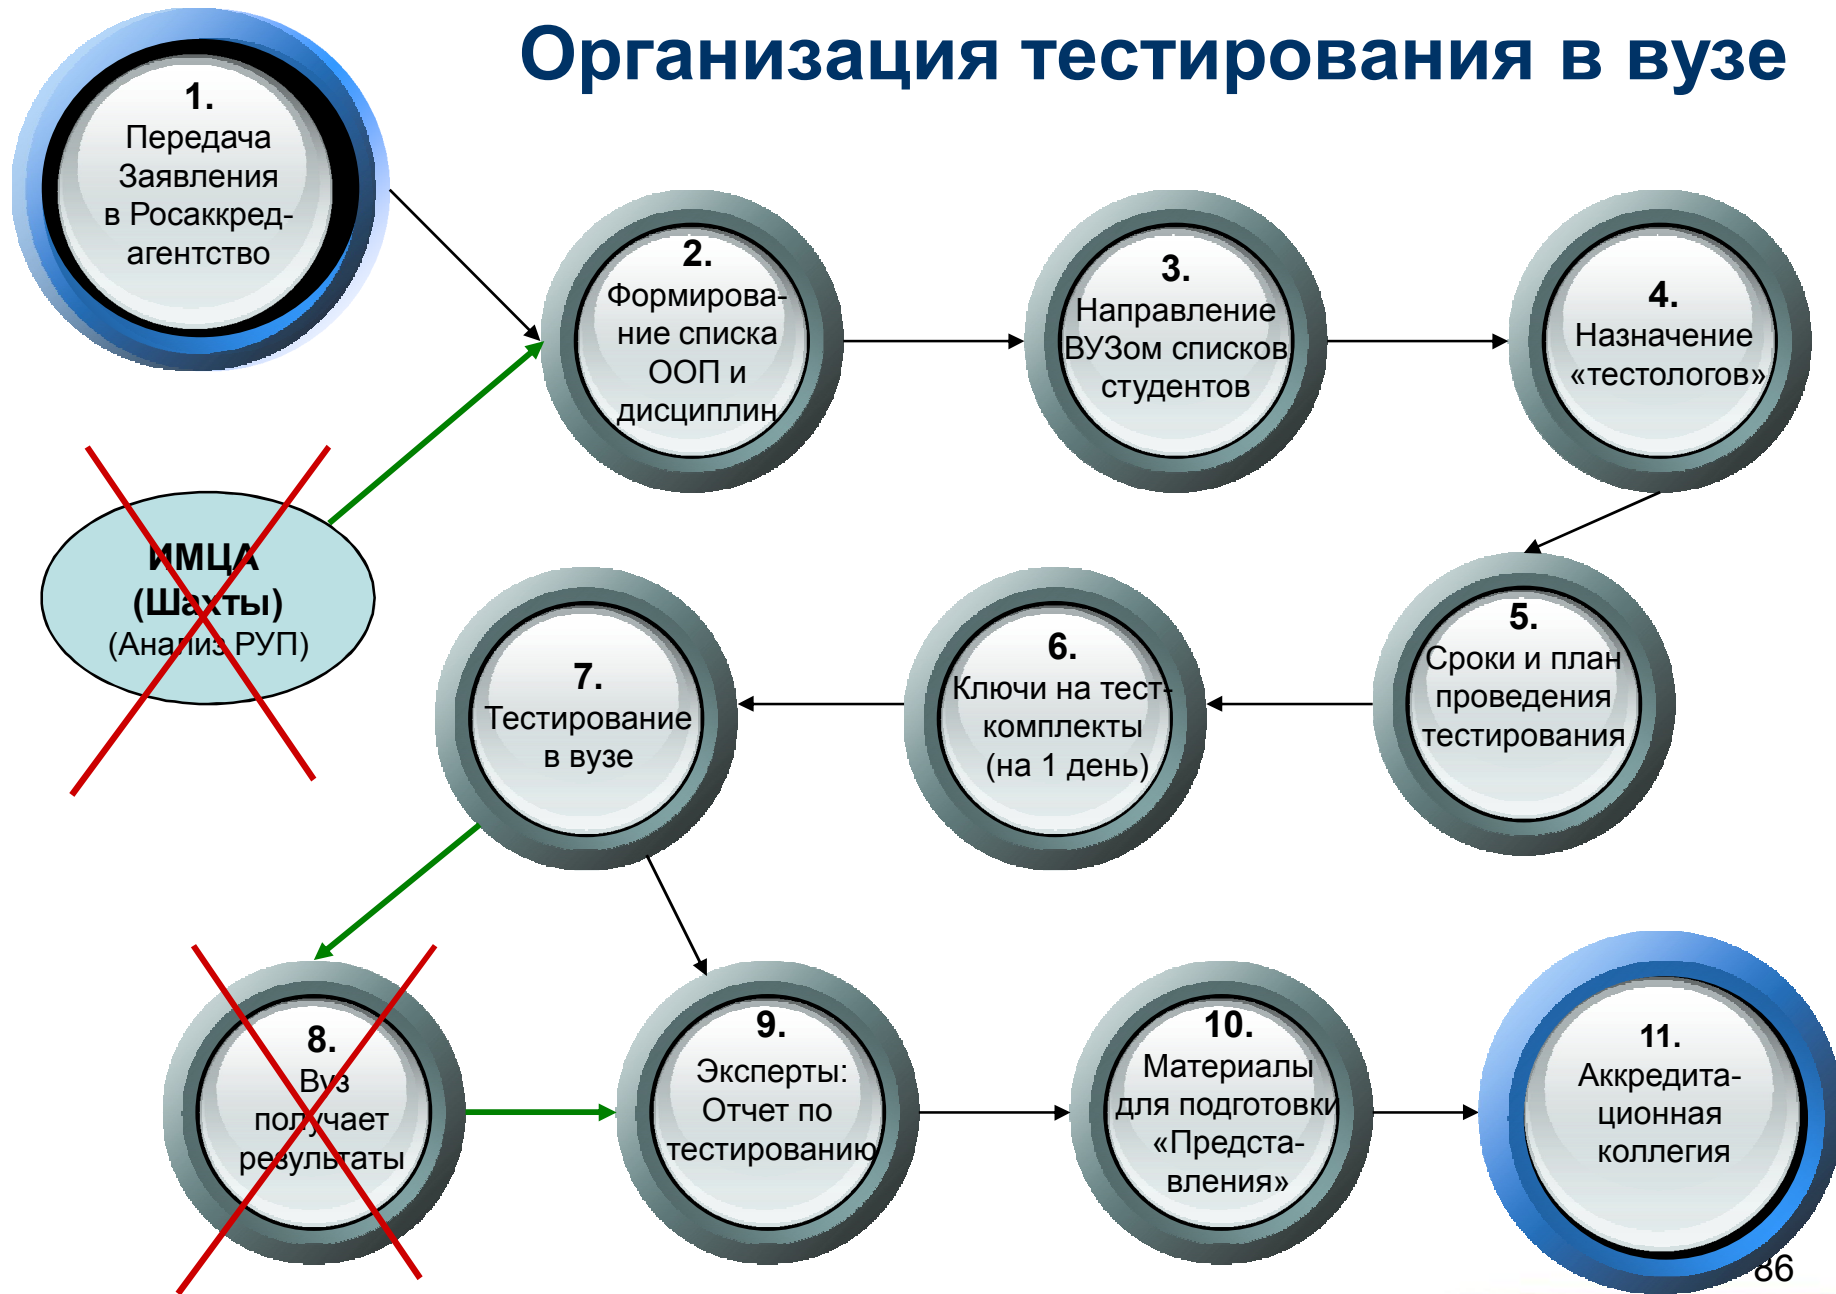 Организация тестирования в вузе
1.
Передача
Заявления
в Росаккред-
агентство
2.
Формирова-
ние списка
ООП и
дисциплин
3.
Направление
ВУЗом списков
студентов
4.
Назначение
«тестологов»
ИМЦА
(Шахты)
(Анализ РУП)
5.
Сроки и план
проведения
тестирования
6.
Ключи на тест-
комплекты
(на 1 день)
7.
Тестирование
в вузе
8.
Вуз
получает
результаты
9.
Эксперты:
Отчет по
тестированию
10.
Материалы
для подготовки
«Предста-
вления»
11.
Аккредита-
ционная
коллегия
86